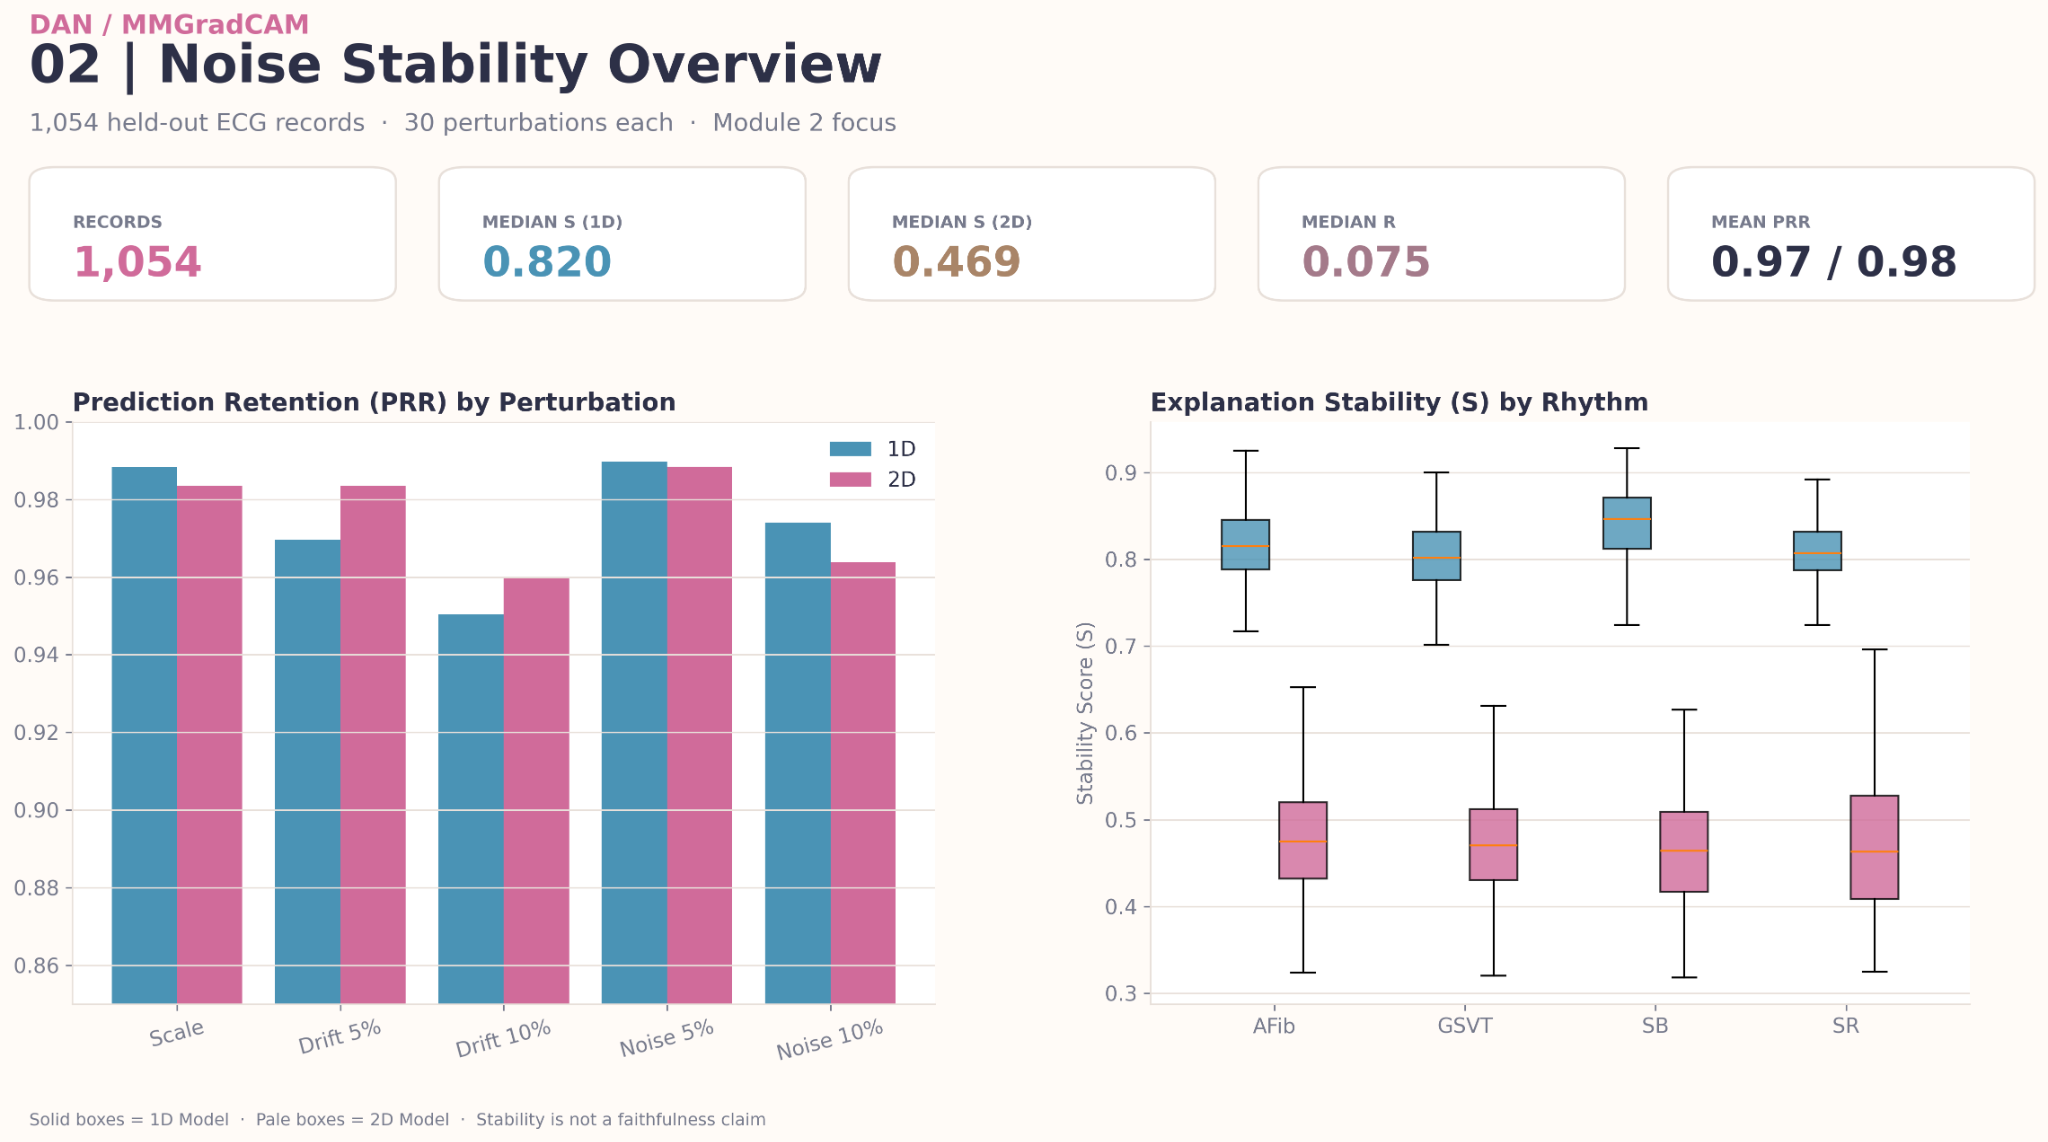 DAN / MMGradCAM
02 | Noise Stability Overview
1,054 held-out ECG records · 30 perturbations each · Module 2 focus
RECORDS
1,054
MEDIAN S (1D)
0.820
MEDIAN S (2D)
0.469
MEDIAN R
0.075
MEAN PRR
0.97 / 0.98
Prediction Retention (PRR) by Perturbation
1.00
0.98
0.96
0.94
0.92
0.90
0.88
0.86
1D
2D
Scale
Drift 5%
Drift 10%
Noise 5%
Noise 10%
Explanation Stability (S) by Rhythm
Stability Score (S)
0.9
0.8
0.7
0.6
0.5
0.4
0.3
AFib
GSVT
SB
SR
Solid boxes = 1D Model · Pale boxes = 2D Model · Stability is not a faithfulness claim